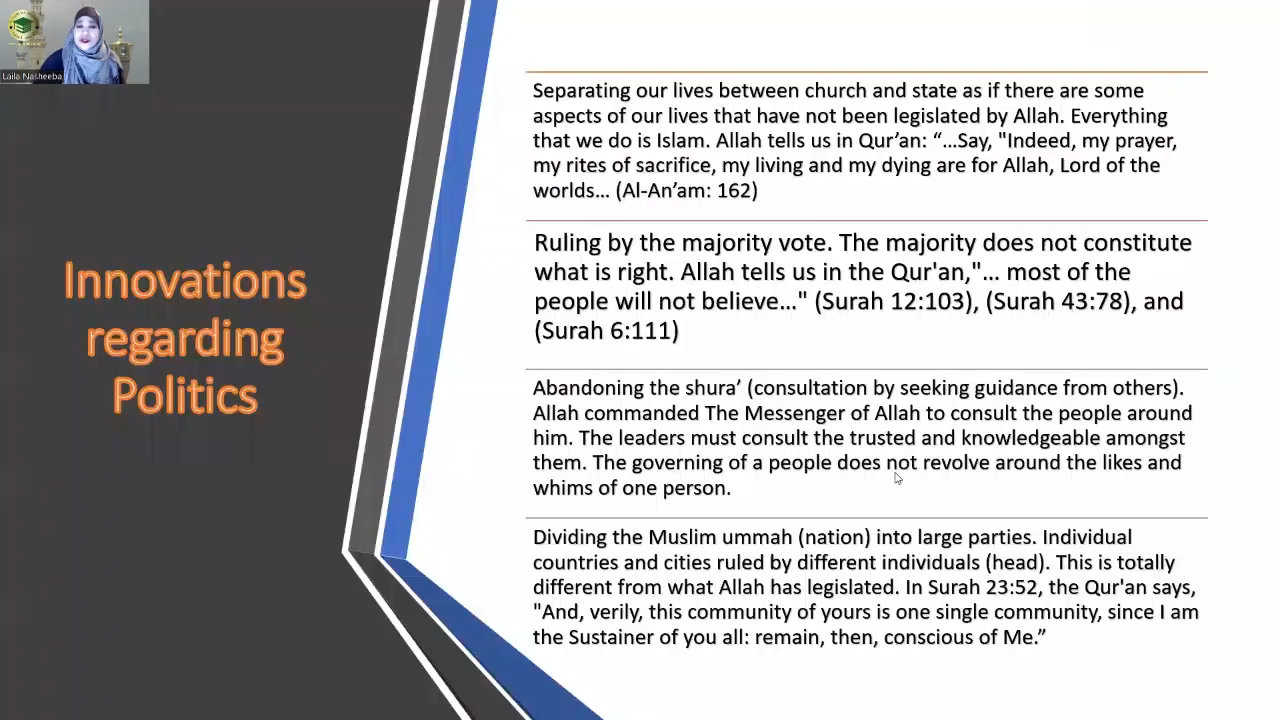 Laila Nasheeba
Innovations
regarding
Politics
Separating our lives between church and state as if there are some
aspects of our lives that have not been legislated by Allah. Everything
that we do is Islam. Allah tells us in Qur’an: “…Say, "Indeed, my prayer,
my rites of sacrifice, my living and my dying are for Allah, Lord of the
worlds… (Al-An’am: 162)
Ruling by the majority vote. The majority does not constitute
what is right. Allah tells us in the Qur'an,"… most of the
people will not believe…" (Surah 12:103), (Surah 43:78), and
(Surah 6:111)
Abandoning the shura’ (consultation by seeking guidance from others).
Allah commanded The Messenger of Allah to consult the people around
him. The leaders must consult the trusted and knowledgeable amongst
them. The governing of a people does not revolve around the likes and
whims of one person.
Dividing the Muslim ummah (nation) into large parties. Individual
countries and cities ruled by different individuals (head). This is totally
different from what Allah has legislated. In Surah 23:52, the Qur'an says,
"And, verily, this community of yours is one single community, since I am
the Sustainer of you all: remain, then, conscious of Me.”